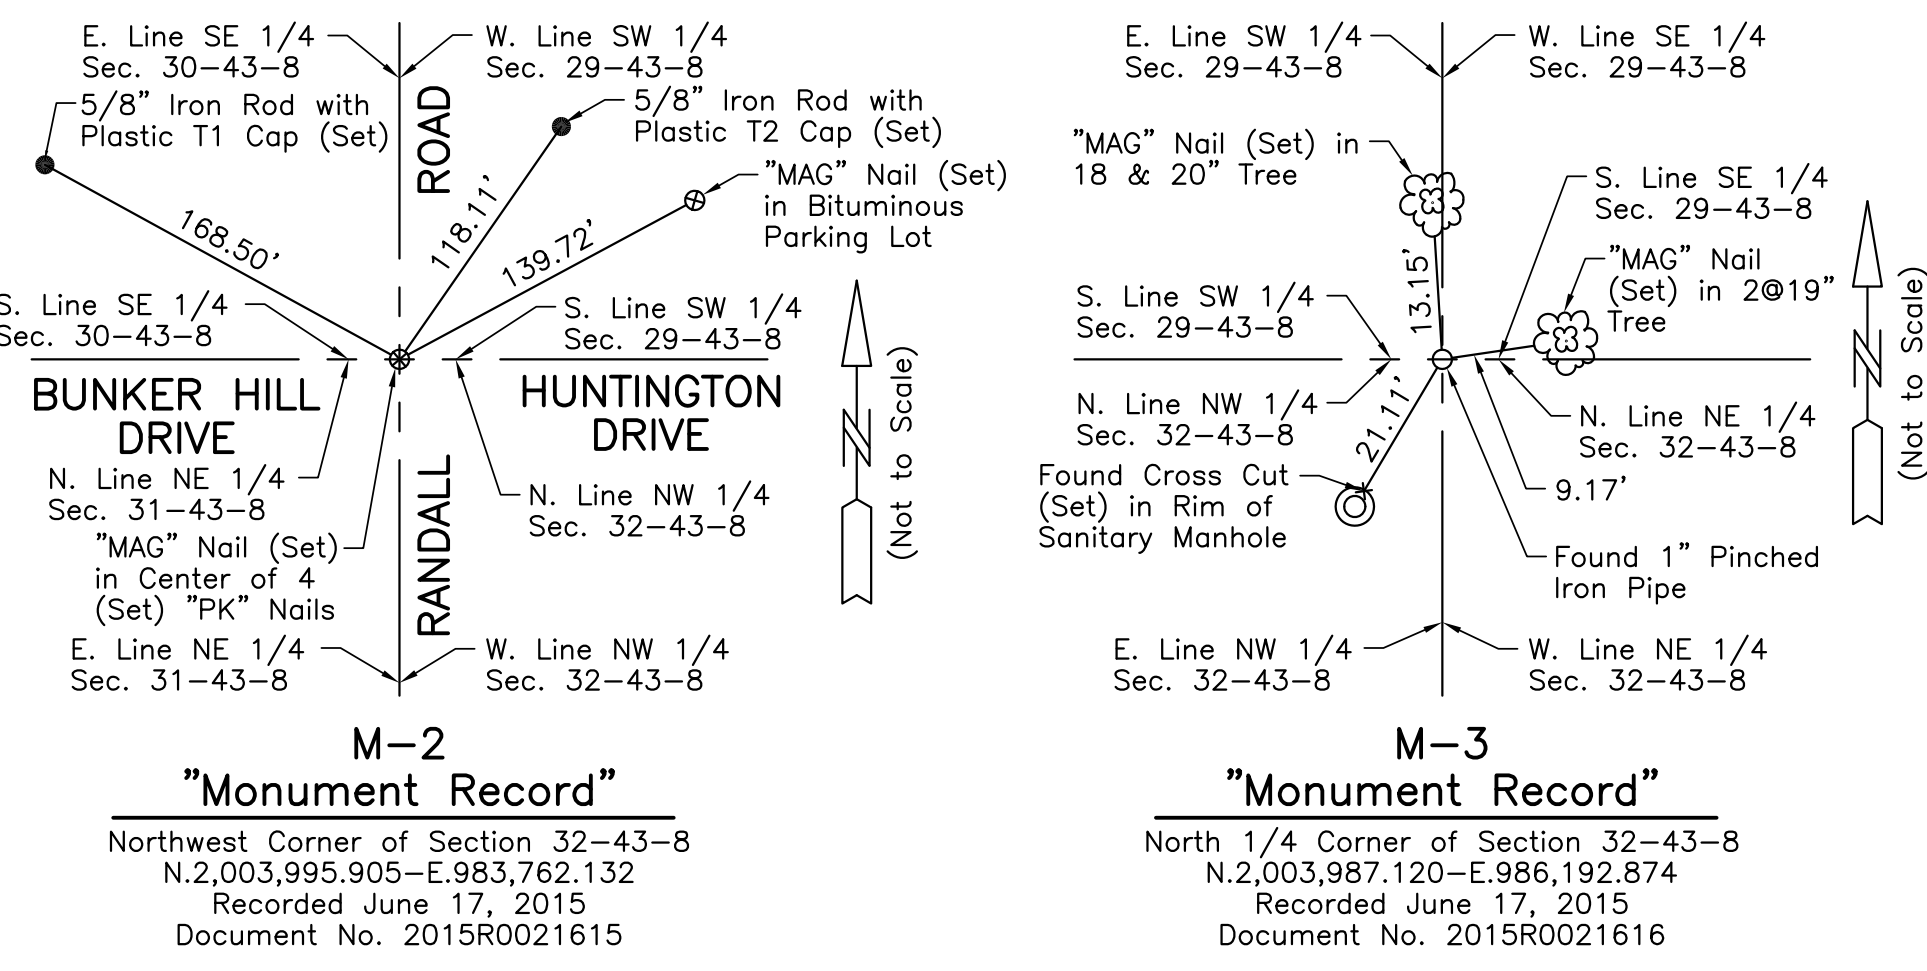 E. Line SE 1/4
Sec. 30-43-8
W. Line SW 1/4
Sec. 29-43-8
5/8" Iron Rod with
Plastic T1 Cap (Set)
ROAD
5/8" Iron Rod with
Plastic T2 Cap (Set)
"MAG" Nail (Set)
in Bituminous
Parking Lot
168.50'
118.11'
139.72'
S. Line SE 1/4
Sec. 30-43-8
S. Line SW 1/4
Sec. 29-43-8
BUNKER HILL
DRIVE
HUNTINGTON
DRIVE
N. Line NE 1/4
Sec. 31-43-8
N. Line NW 1/4
Sec. 32-43-8
"MAG" Nail (Set)
in Center of 4
(Set) "PK" Nails
RANDALL
E. Line NE 1/4
Sec. 31-43-8
W. Line NW 1/4
Sec. 32-43-8
N
(Not to Scale)
M-2
"Monument Record"
Northwest Corner of Section 32-43-8
N.2,003,995.905-E.983,762.132
Recorded June 17, 2015
Document No. 2015R0021615
E. Line SW 1/4
Sec. 29-43-8
W. Line SE 1/4
Sec. 29-43-8
"MAG" Nail (Set) in
18 & 20" Tree
S. Line SE 1/4
Sec. 29-43-8
"MAG" Nail
(Set) in 2@19"
Tree
13.15'
S. Line SW 1/4
Sec. 29-43-8
N. Line NW 1/4
Sec. 32-43-8
21.11'
N. Line NE 1/4
Sec. 32-43-8
Found Cross Cut
(Set) in Rim of
Sanitary Manhole
9.17'
Found 1" Pinched
Iron Pipe
E. Line NW 1/4
Sec. 32-43-8
W. Line NE 1/4
Sec. 32-43-8
N
(Not to Scale)
M-3
"Monument Record"
North 1/4 Corner of Section 32-43-8
N.2,003,987.120-E.986,192.874
Recorded June 17, 2015
Document No. 2015R0021616